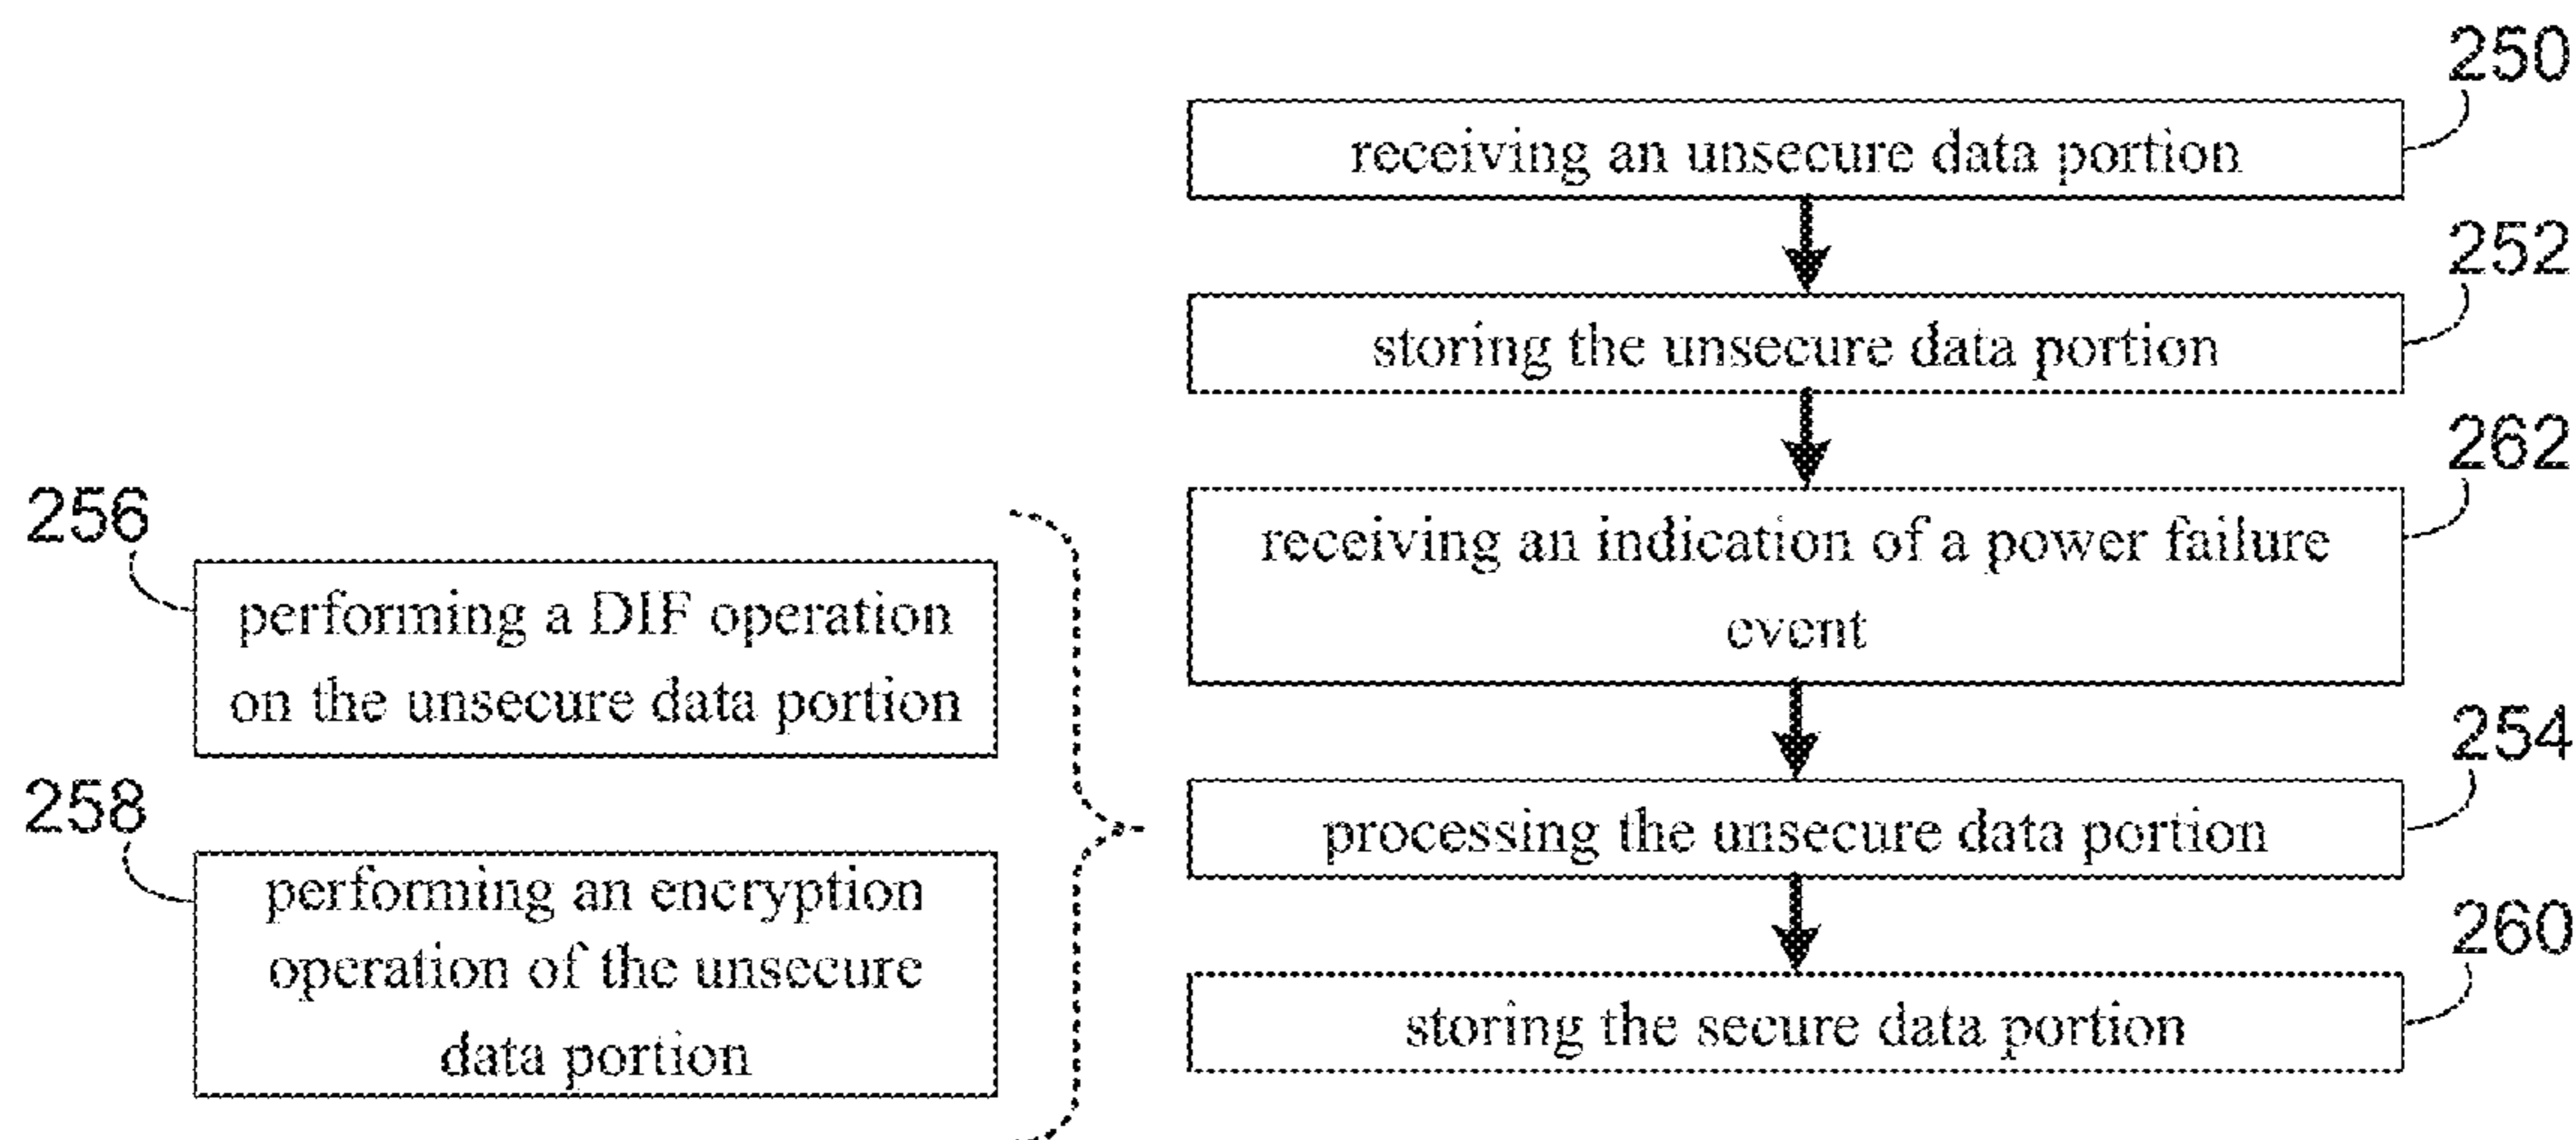 250
receiving an unsecure data portion
252
storing the unsecure data portion
262
receiving an indication of a power failure
event
256
performing a DIF operation
on the unsecure data portion
254
processing the unsecure data portion
258
performing an encryption
operation of the unsecure
data portion
260
storing the secure data portion